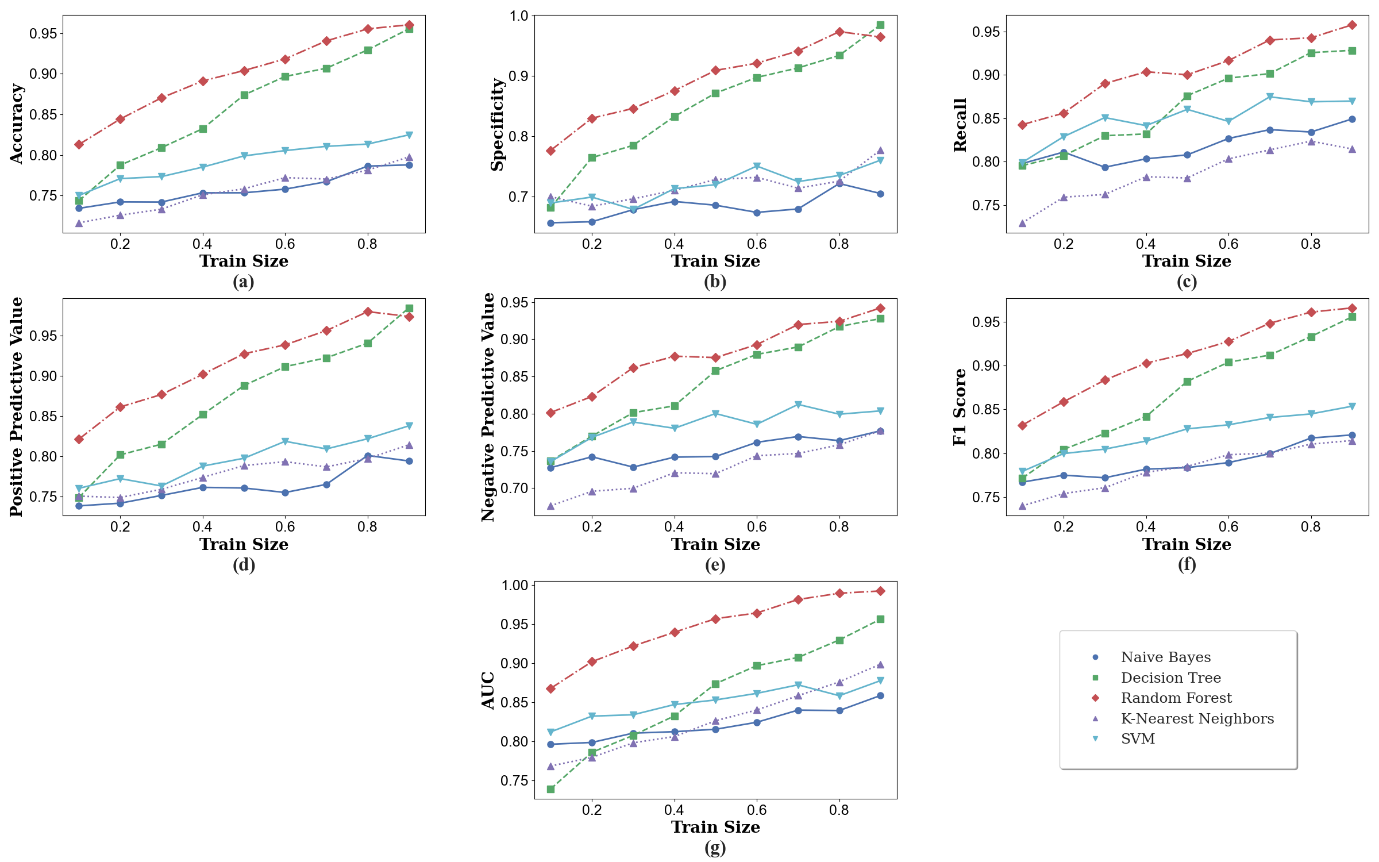 Accuracy
0.95
0.90
0.85
0.80
0.75
0.2 0.4 0.6 0.8
Train Size
(a)
Specificity
1.0
0.9
0.8
0.7
0.2 0.4 0.6 0.8
Train Size
(b)
Recall
0.95
0.90
0.85
0.80
0.75
0.2 0.4 0.6 0.8
Train Size
(c)
Positive Predictive Value
0.95
0.90
0.85
0.80
0.75
0.2 0.4 0.6 0.8
Train Size
(d)
Negative Predictive Value
0.95
0.90
0.85
0.80
0.75
0.70
0.2 0.4 0.6 0.8
Train Size
(e)
F1 Score
0.95
0.90
0.85
0.80
0.75
0.2 0.4 0.6 0.8
Train Size
(f)
AUC
1.00
0.95
0.90
0.85
0.80
0.75
0.2 0.4 0.6 0.8
Train Size
(g)
Naive Bayes
Decision Tree
Random Forest
K-Nearest Neighbors
SVM